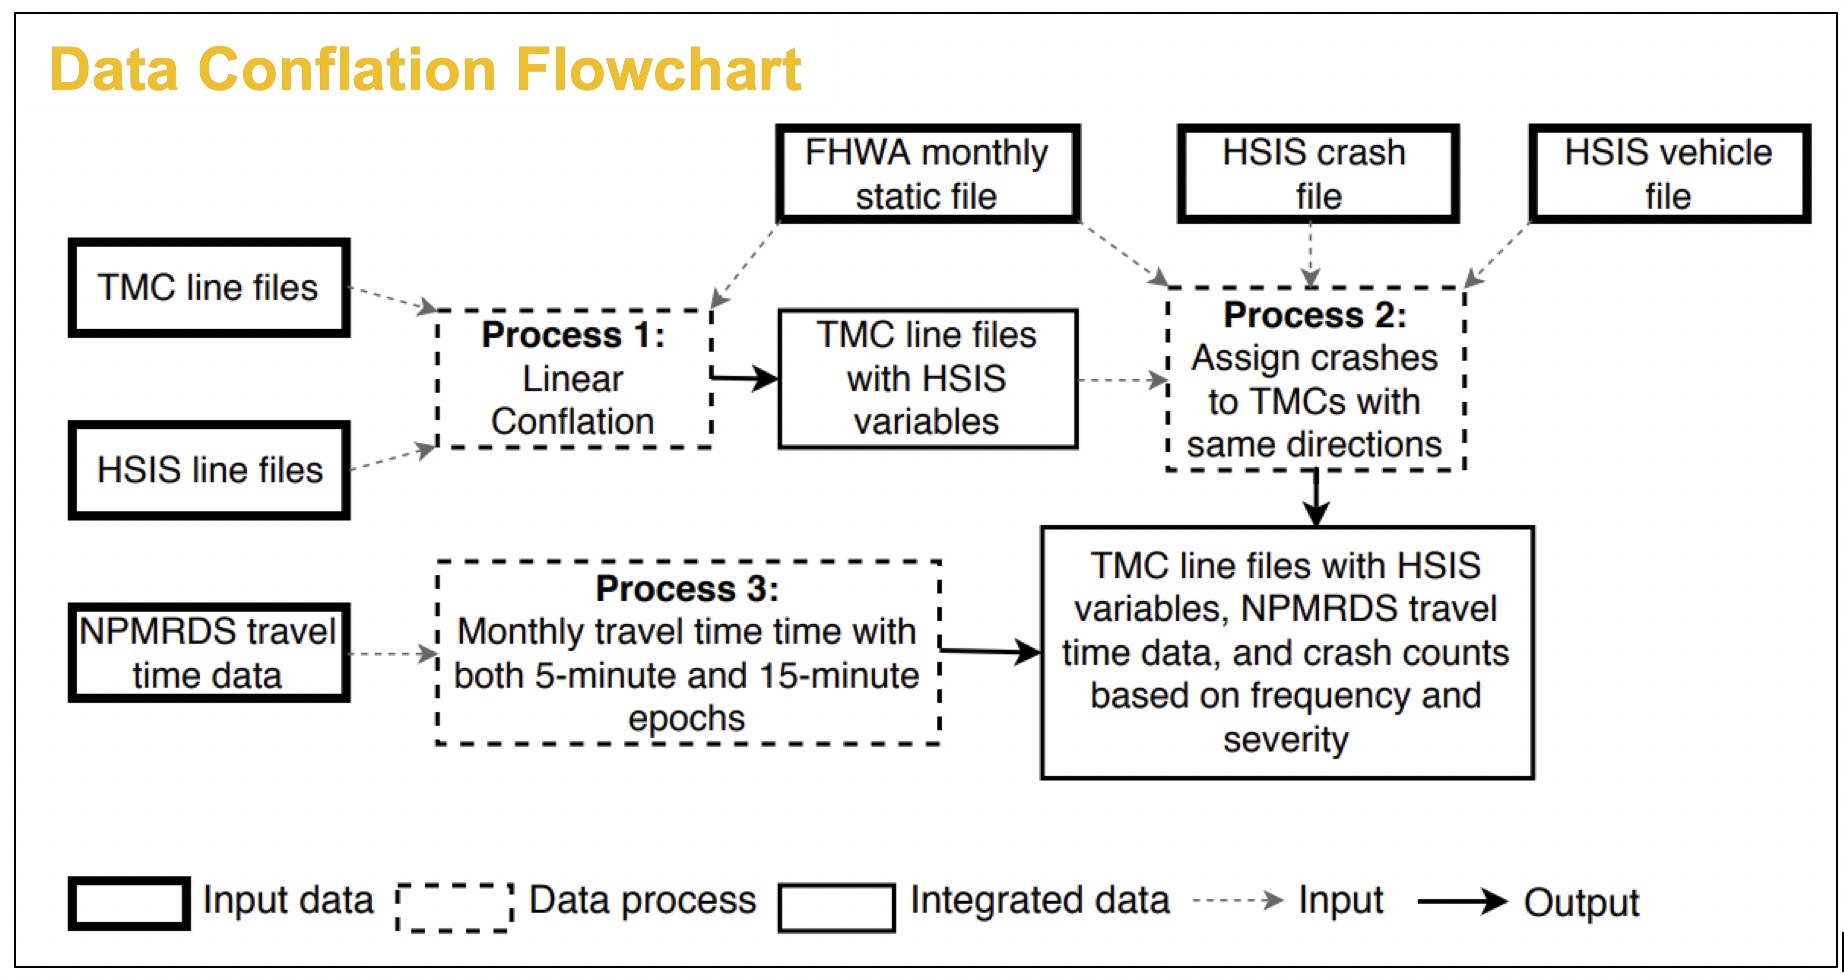 Data Conflation Flowchart
FHWA monthly
static file
HSIS crash
file
HSIS vehicle
file
TMC line files
HSIS line files
Process 1:
Linear
Conflation
TMC line files
with HSIS
variables
Process 2:
Assign crashes
to TMCs with
same directions
NPMRDS travel
time data
Process 3:
Monthly travel time time with
both 5-minute and 15-minute
epochs
TMC line files with HSIS
variables, NPMRDS travel
time data, and crash counts
based on frequency and
severity
Input data
Data process
Integrated data
Input
Output